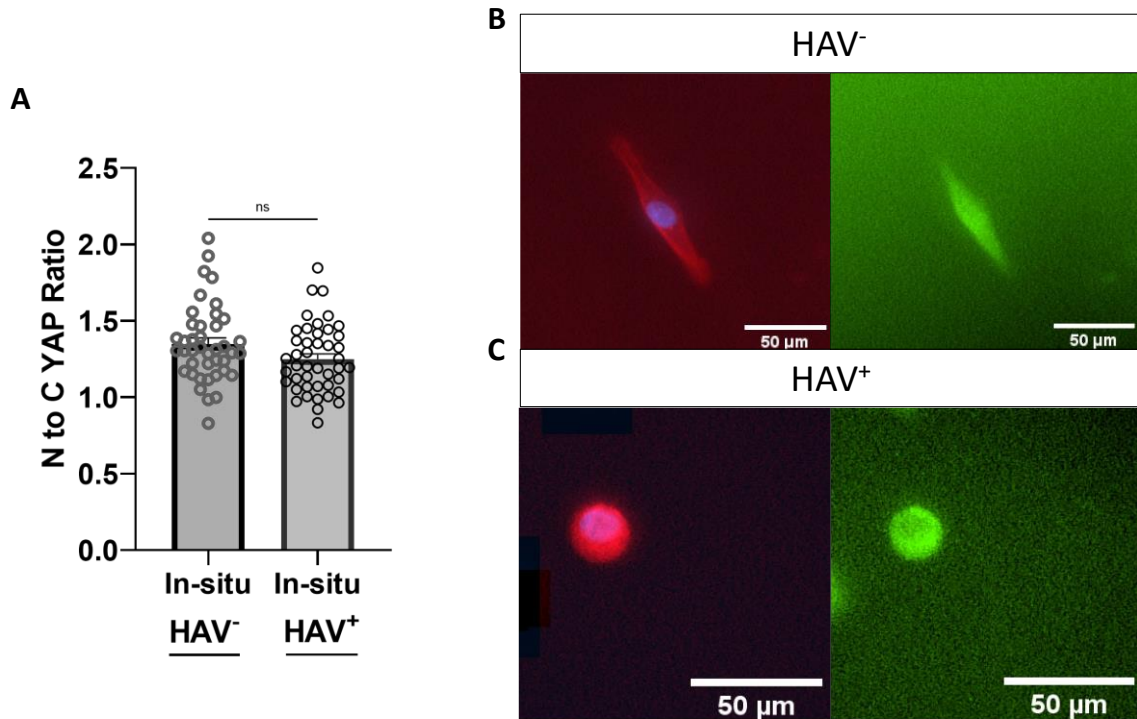 A
N to C YAP Ratio
2.5
2.0
1.5
1.0
0.5
0.0
ns
In-situ In-situ
HAV⁻ HAV⁺
B
HAV⁻
50 µm
50 µm
C
HAV⁺
50 µm
50 µm